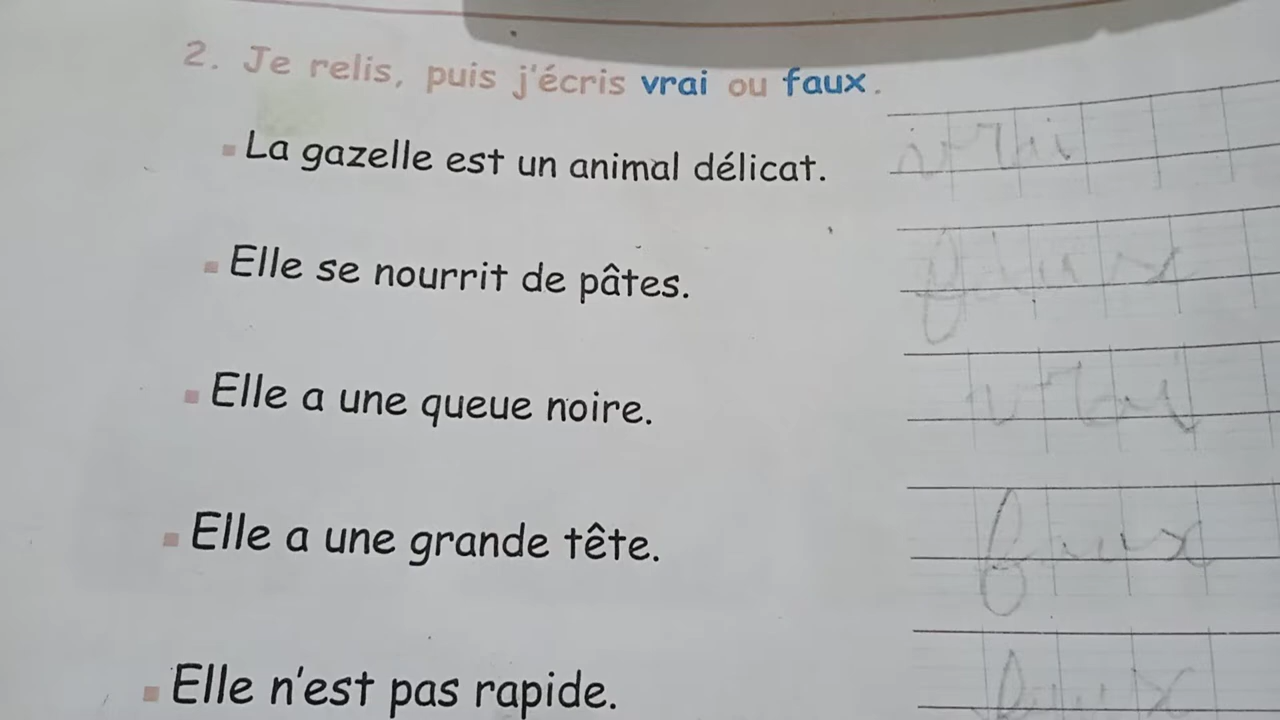 2. Je relis, puis j'écris vrai ou faux.
La gazelle est un animal délicat. vrai
Elle se nourrit de pâtes. faux
Elle a une queue noire. vrai
Elle a une grande tête. faux
Elle n'est pas rapide. faux